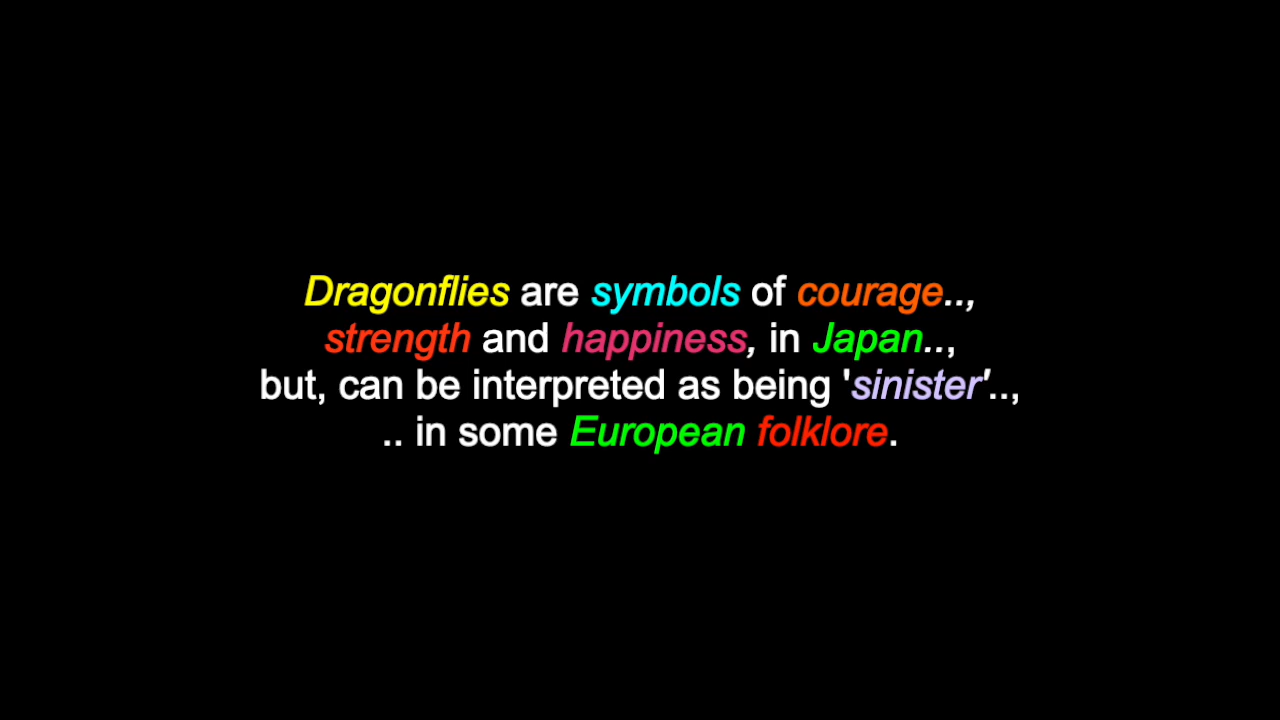 Dragonflies are symbols of courage..,
strength and happiness, in Japan..,
but, can be interpreted as being 'sinister'..,
.. in some European folklore.